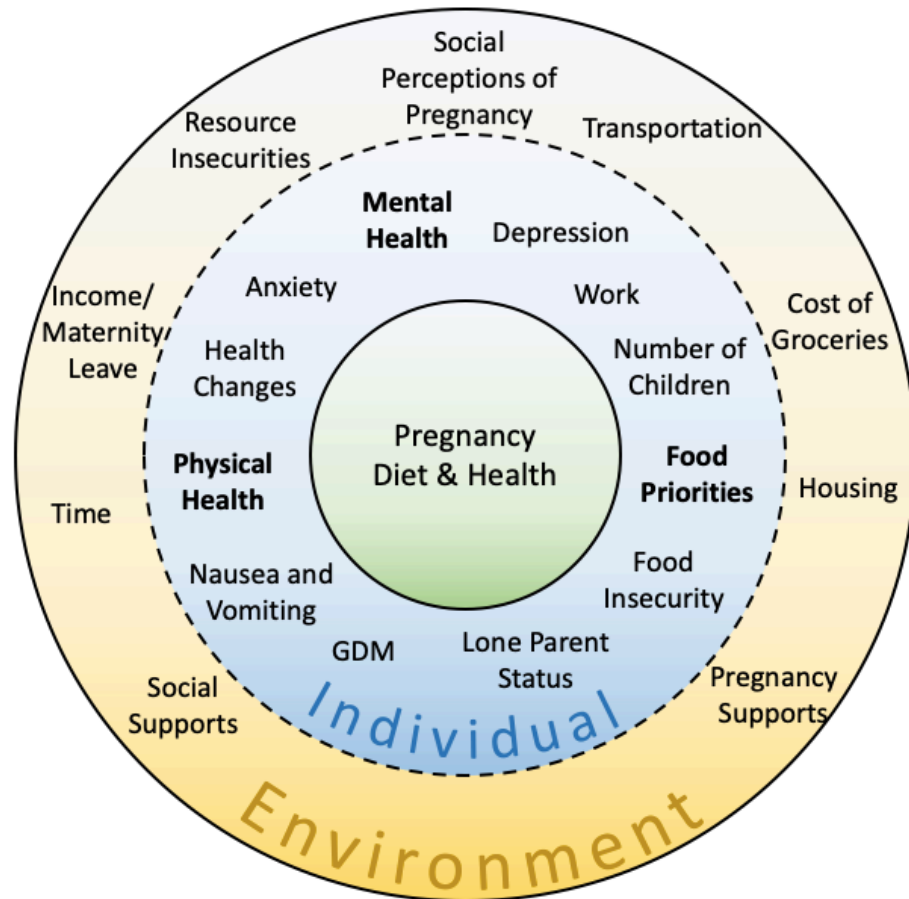 Social
Perceptions of
Pregnancy
Resource
Insecurities
Transportation
Mental
Health
Depression
Anxiety
Work
Income/
Maternity
Leave
Cost of
Groceries
Health
Changes
Number of
Children
Pregnancy
Diet & Health
Physical
Health
Food
Priorities
Time
Housing
Nausea and
Vomiting
Food
Insecurity
GDM
Lone Parent
Status
Social
Supports
Pregnancy
Supports
Individual
Environment